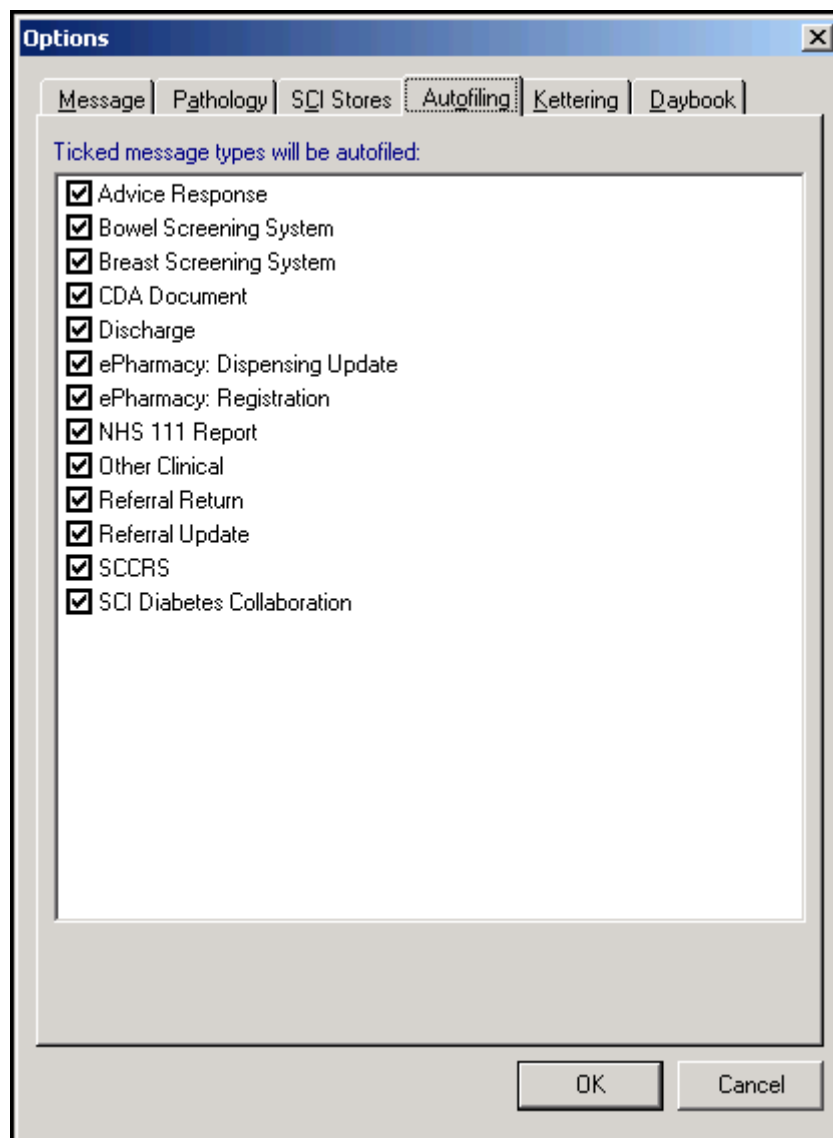 Options
Message Pathology SCI Stores Autofiling Kettering Daybook
Ticked message types will be autofiled:
Advice Response
Bowel Screening System
Breast Screening System
CDA Document
Discharge
ePharmacy: Dispensing Update
ePharmacy: Registration
NHS 111 Report
Other Clinical
Referral Return
Referral Update
SCCRS
SCI Diabetes Collaboration
OK Cancel